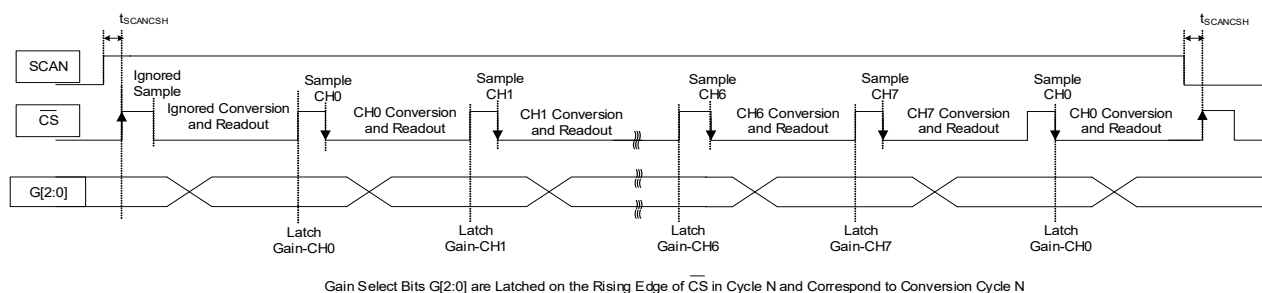 tSCANCSH
tSCANCSH
SCAN
Ignored
Sample
Sample
CH0
Sample
CH1
Sample
CH6
Sample
CH7
Sample
CH0
CS
Ignored Conversion
and Readout
CH0 Conversion
and Readout
CH1 Conversion
and Readout
CH6 Conversion
and Readout
CH7 Conversion
and Readout
CH0 Conversion
and Readout
G[2:0]
Latch
Gain-CH0
Latch
Gain-CH1
Latch
Gain-CH6
Latch
Gain-CH7
Latch
Gain-CH0
Gain Select Bits G[2:0] are Latched on the Rising Edge of CS in Cycle N and Correspond to Conversion Cycle N